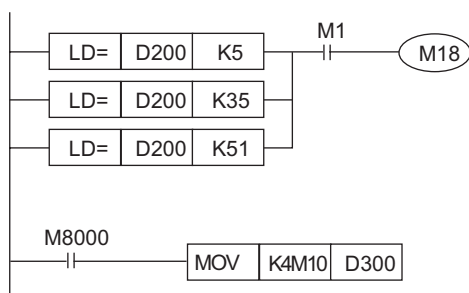 M1
LD= D200 K5 M18
LD= D200 K35
LD= D200 K51
M8000
MOV K4M10 D300